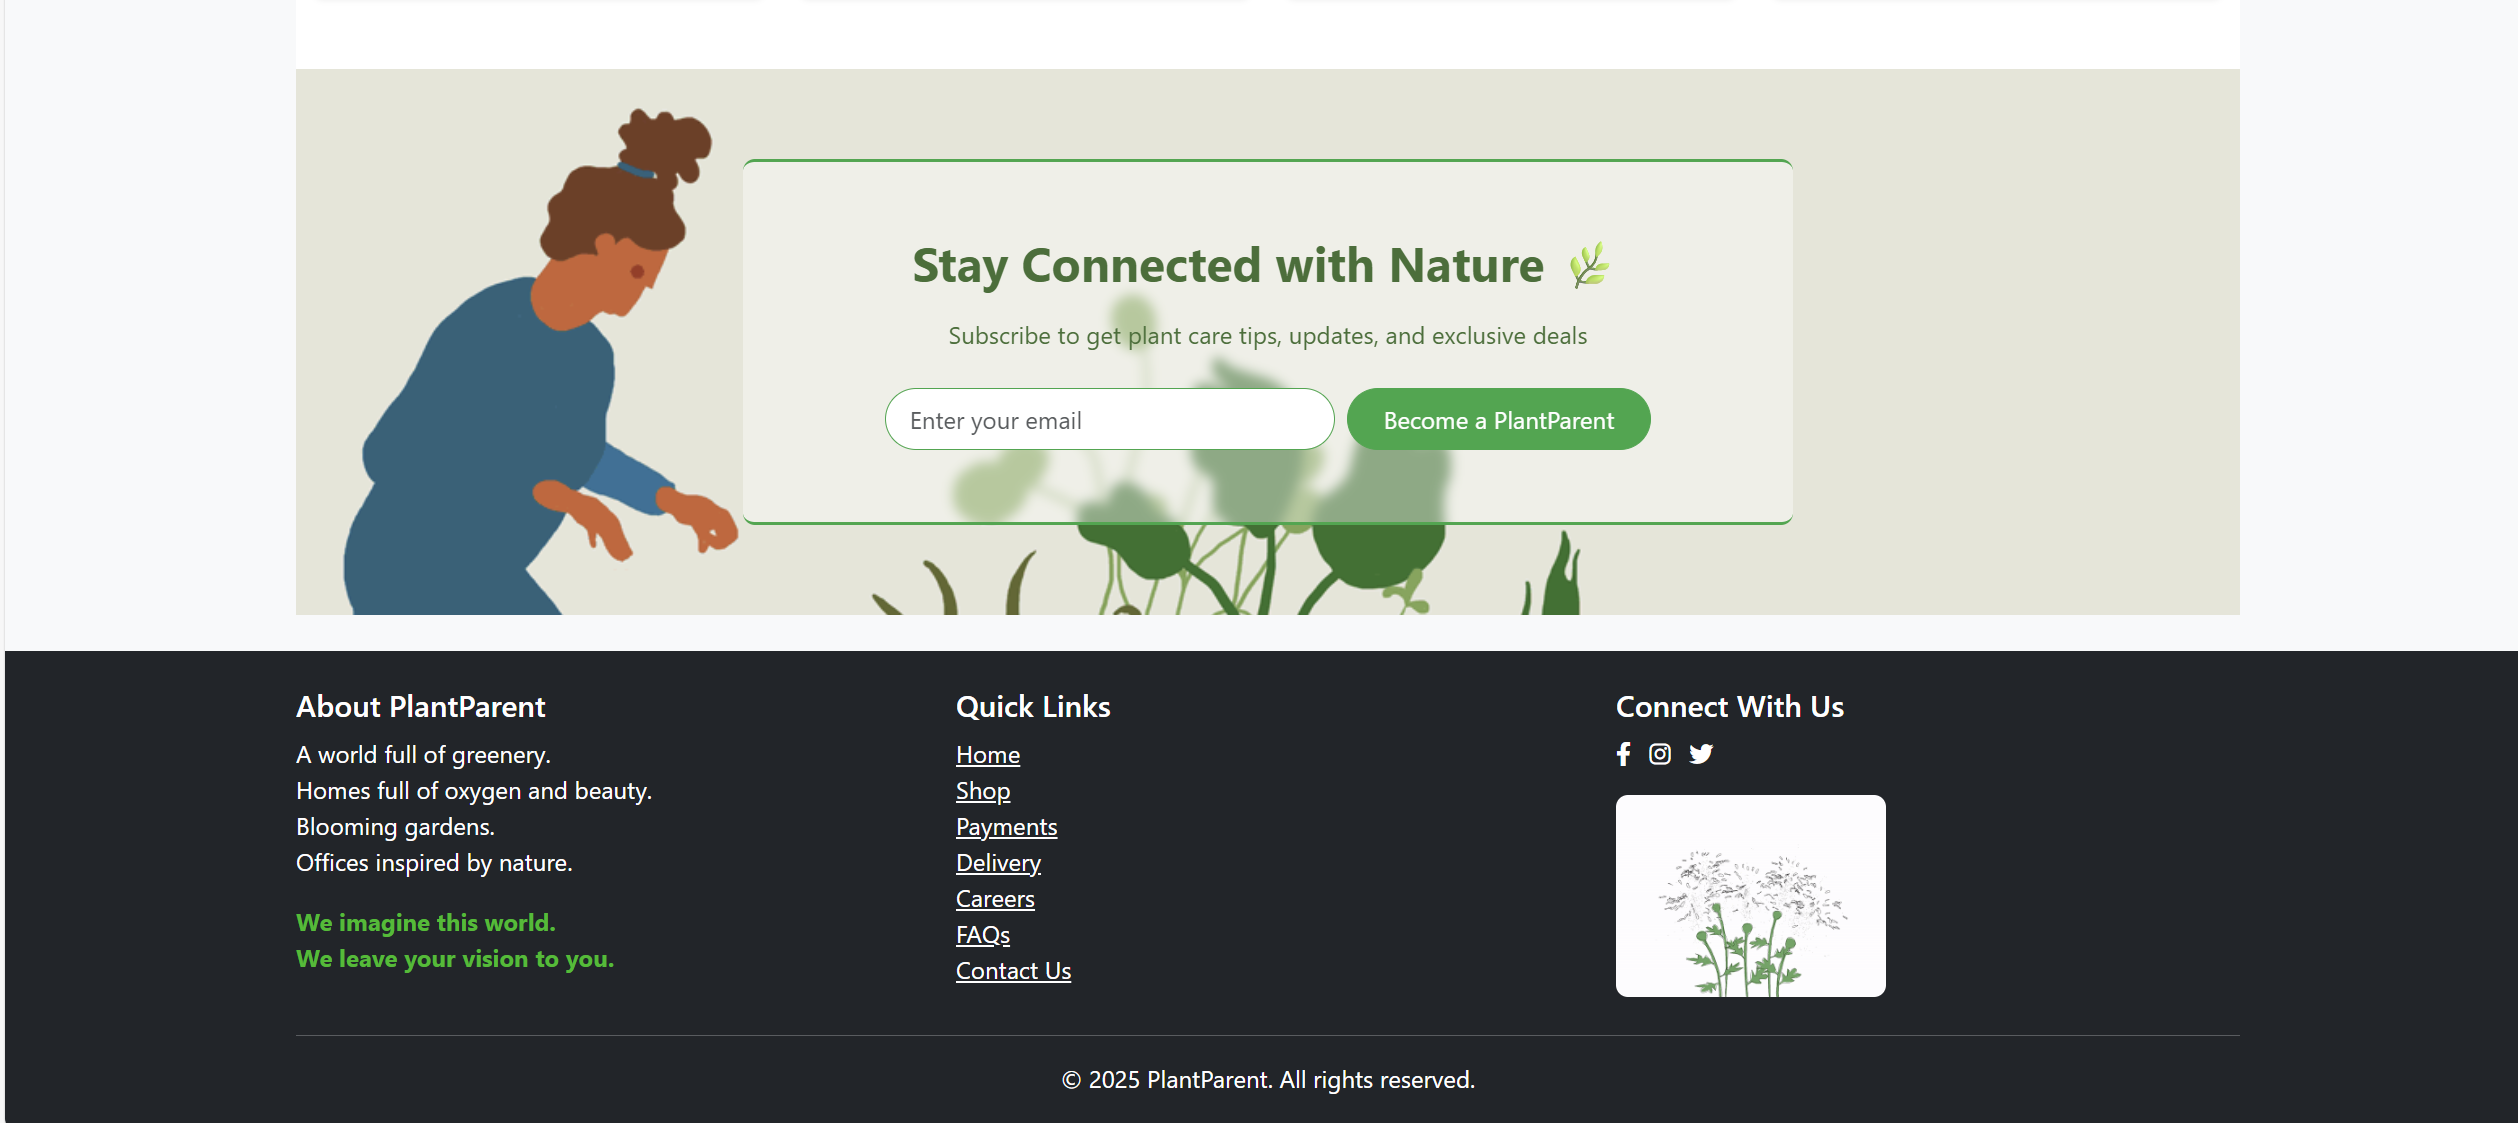 Stay Connected with Nature 🌿
Subscribe to get plant care tips, updates, and exclusive deals
Enter your email
Become a PlantParent
About PlantParent
A world full of greenery.
Homes full of oxygen and beauty.
Blooming gardens.
Offices inspired by nature.
We imagine this world.
We leave your vision to you.
Quick Links
Home
Shop
Payments
Delivery
Careers
FAQs
Contact Us
Connect With Us
© 2025 PlantParent. All rights reserved.